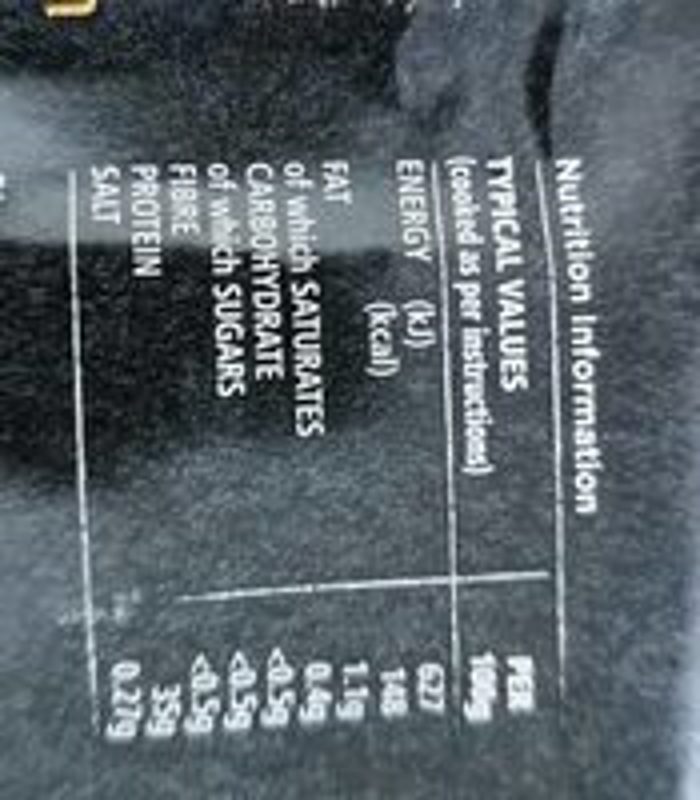 Nutrition Information
TYPICAL VALUES PER
(cooked as per instructions) 100g
ENERGY (kJ) 627
(kcal) 148
FAT 1.1g
of which SATURATES 0.4g
CARBOHYDRATE <0.5g
of which SUGARS <0.5g
FIBRE <0.5g
PROTEIN 35g
SALT 0.27g